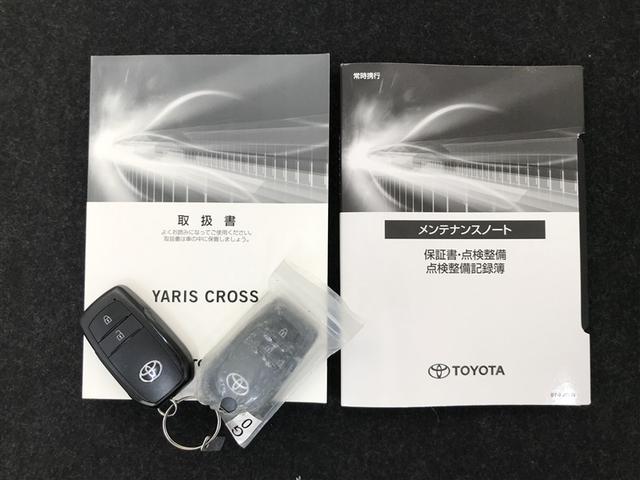 取扱書
よくお読みになってご使用ください。
取扱書は車の中に保管しましょう。
YARIS CROSS
常時携行
メンテナンスノート
保証書・点検整備
点検整備記録簿
TOYOTA